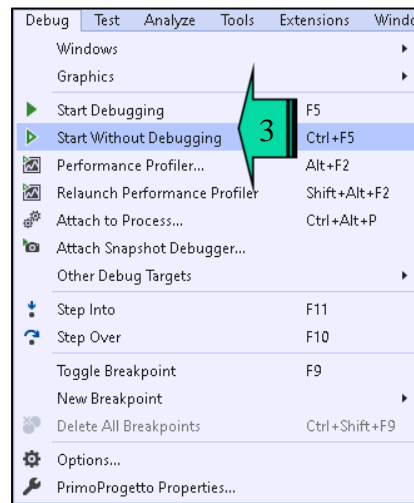 Debug Test Analyze Tools Extensions Windo
Windows
Graphics
Start Debugging F5
Start Without Debugging 3 Ctrl+F5
Performance Profiler... Alt+F2
Relaunch Performance Profiler Shift+Alt+F2
Attach to Process... Ctrl+Alt+P
Attach Snapshot Debugger...
Other Debug Targets
Step Into F11
Step Over F10
Toggle Breakpoint F9
New Breakpoint
Delete All Breakpoints Ctrl+Shift+F9
Options...
PrimoProgetto Properties...